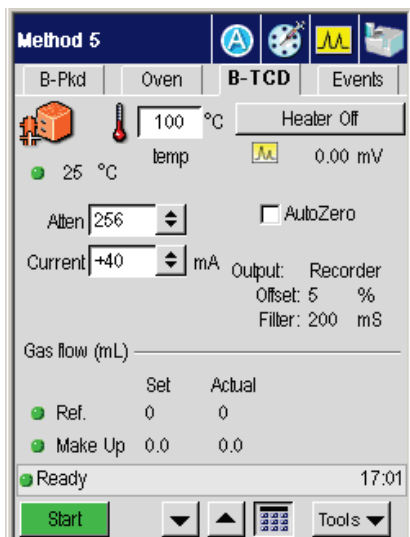 Method 5
B-Pkd Oven B-TCD Events
100 °C Heater Off
temp
25 °C 0.00 mV
Atten 256 AutoZero
Current +40 mA
Output: Recorder
Offset: 5 %
Filter: 200 mS
Gas flow (mL)
Set Actual
Ref. 0 0
Make Up 0.0 0.0
Ready 17:01
Start Tools